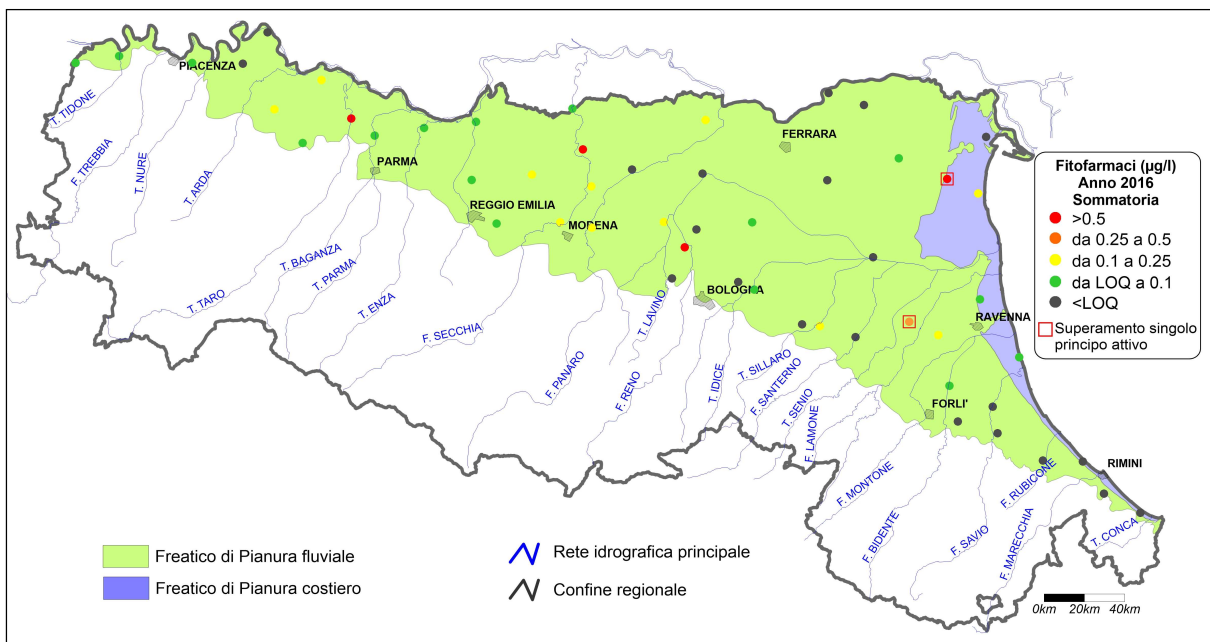 PIACENZA
T. TIDONE
F. TREBBIA
T. NURE
T. ARDA
PARMA
REGGIO EMILIA
MODENA
FERRARA
BOLOGNA
RAVENNA
FORLI'
RIMINI
T. TARO
T. BAGANZA
T. PARMA
T. ENZA
F. SECCHIA
F. PANARO
T. LAVINO
F. RENO
T. IDICE
T. SILLARO
F. SANTERNO
T. SENIO
F. LAMONE
F. MONTONE
F. BIDENTE
F. SAVIO
F. RUBICONE
F. MARECCHIA
T. CONCA
Fitofarmaci (µg/l)
Anno 2016
Sommatoria
>0.5
da 0.25 a 0.5
da 0.1 a 0.25
da LOQ a 0.1
<LOQ
Superamento singolo
principo attivo
Freatico di Pianura fluviale
Freatico di Pianura costiero
Rete idrografica principale
Confine regionale
0km 20km 40km